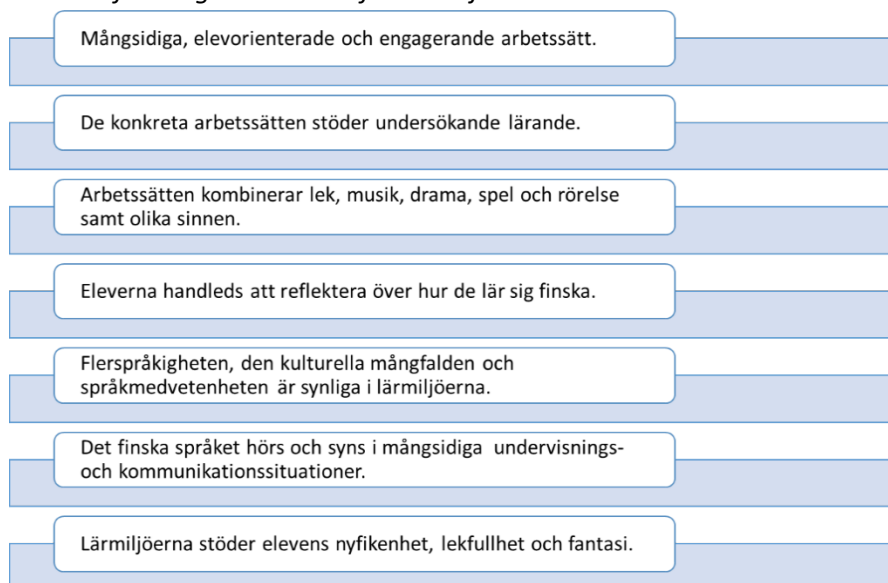 Mångsidiga, elevorienterade och engagerande arbetssätt.
De konkreta arbetssätten stöder undersökande lärande.
Arbetssätten kombinerar lek, musik, drama, spel och rörelse
samt olika sinnen.
Eleverna handleds att reflektera över hur de lär sig finska.
Flerspråkigheten, den kulturella mångfalden och
språkmedvetenheten är synliga i lärmiljöerna.
Det finska språket hörs och syns i mångsidiga undervisnings-
och kommunikationssituationer.
Lärmiljöerna stöder elevens nyfikenhet, lekfullhet och fantasi.